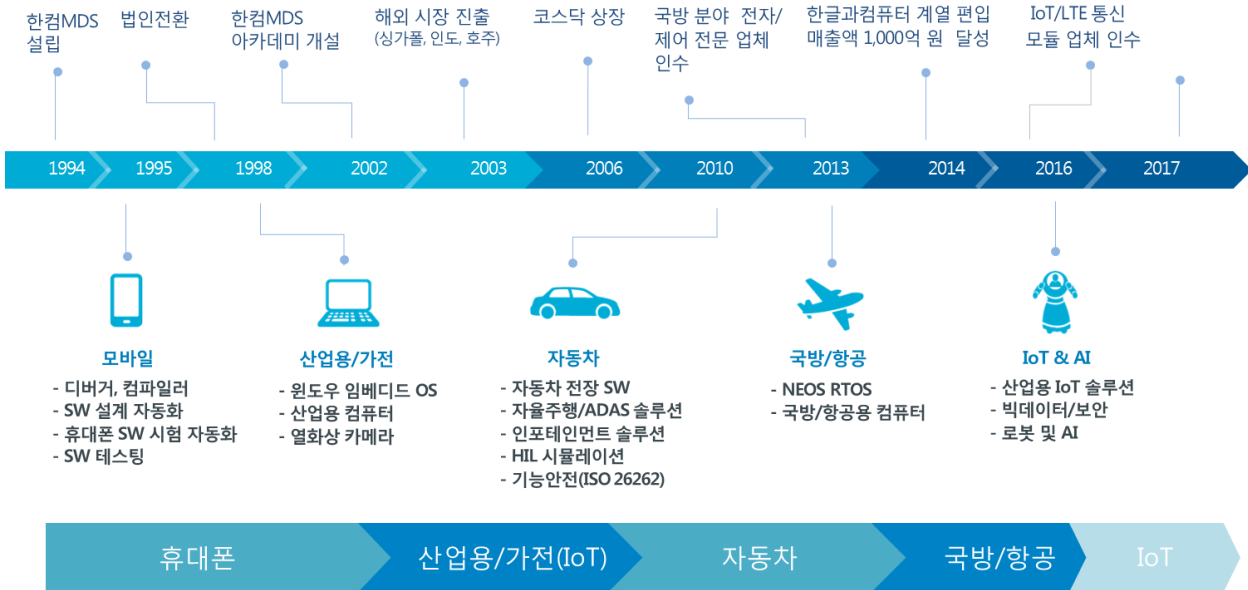 한컴MDS
설립
법인전환
한컴MDS
아카데미 개설
해외 시장 진출
(싱가폴, 인도, 호주)
코스닥 상장
국방 분야 전자/
제어 전문 업체
인수
한글과컴퓨터 계열 편입
매출액 1,000억 원 달성
IoT/LTE 통신
모듈 업체 인수
1994
1995
1998
2002
2003
2006
2010
2013
2014
2016
2017
모바일
- 디버거, 컴파일러
- SW 설계 자동화
- 휴대폰 SW 시험 자동화
- SW 테스팅
산업용/가전
- 윈도우 임베디드 OS
- 산업용 컴퓨터
- 열화상 카메라
자동차
- 자동차 전장 SW
- 자율주행/ADAS 솔루션
- 인포테인먼트 솔루션
- HIL 시뮬레이션
- 기능안전(ISO 26262)
국방/항공
- NEOS RTOS
- 국방/항공용 컴퓨터
IoT & AI
- 산업용 IoT 솔루션
- 빅데이터/보안
- 로봇 및 AI
휴대폰
산업용/가전(IoT)
자동차
국방/항공
IoT